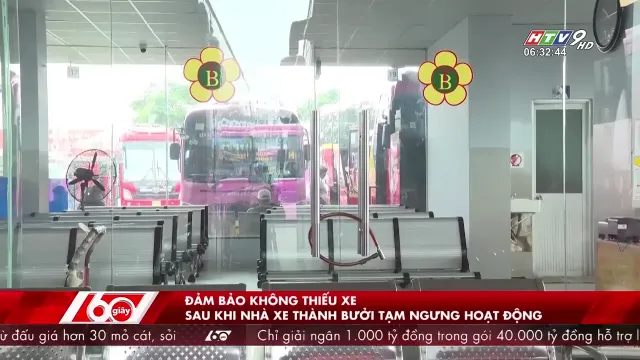 HTV9 HD
06:32:44
B
B
60 giây
ĐẢM BẢO KHÔNG THIẾU XE
SAU KHI NHÀ XE THÀNH BƯỞI TẠM NGƯNG HOẠT ĐỘNG
đấu giá hơn 30 mỏ cát, sỏi
Chỉ giải ngân 1.000 tỷ đồng trong gói 40.000 tỷ đồng hỗ trợ